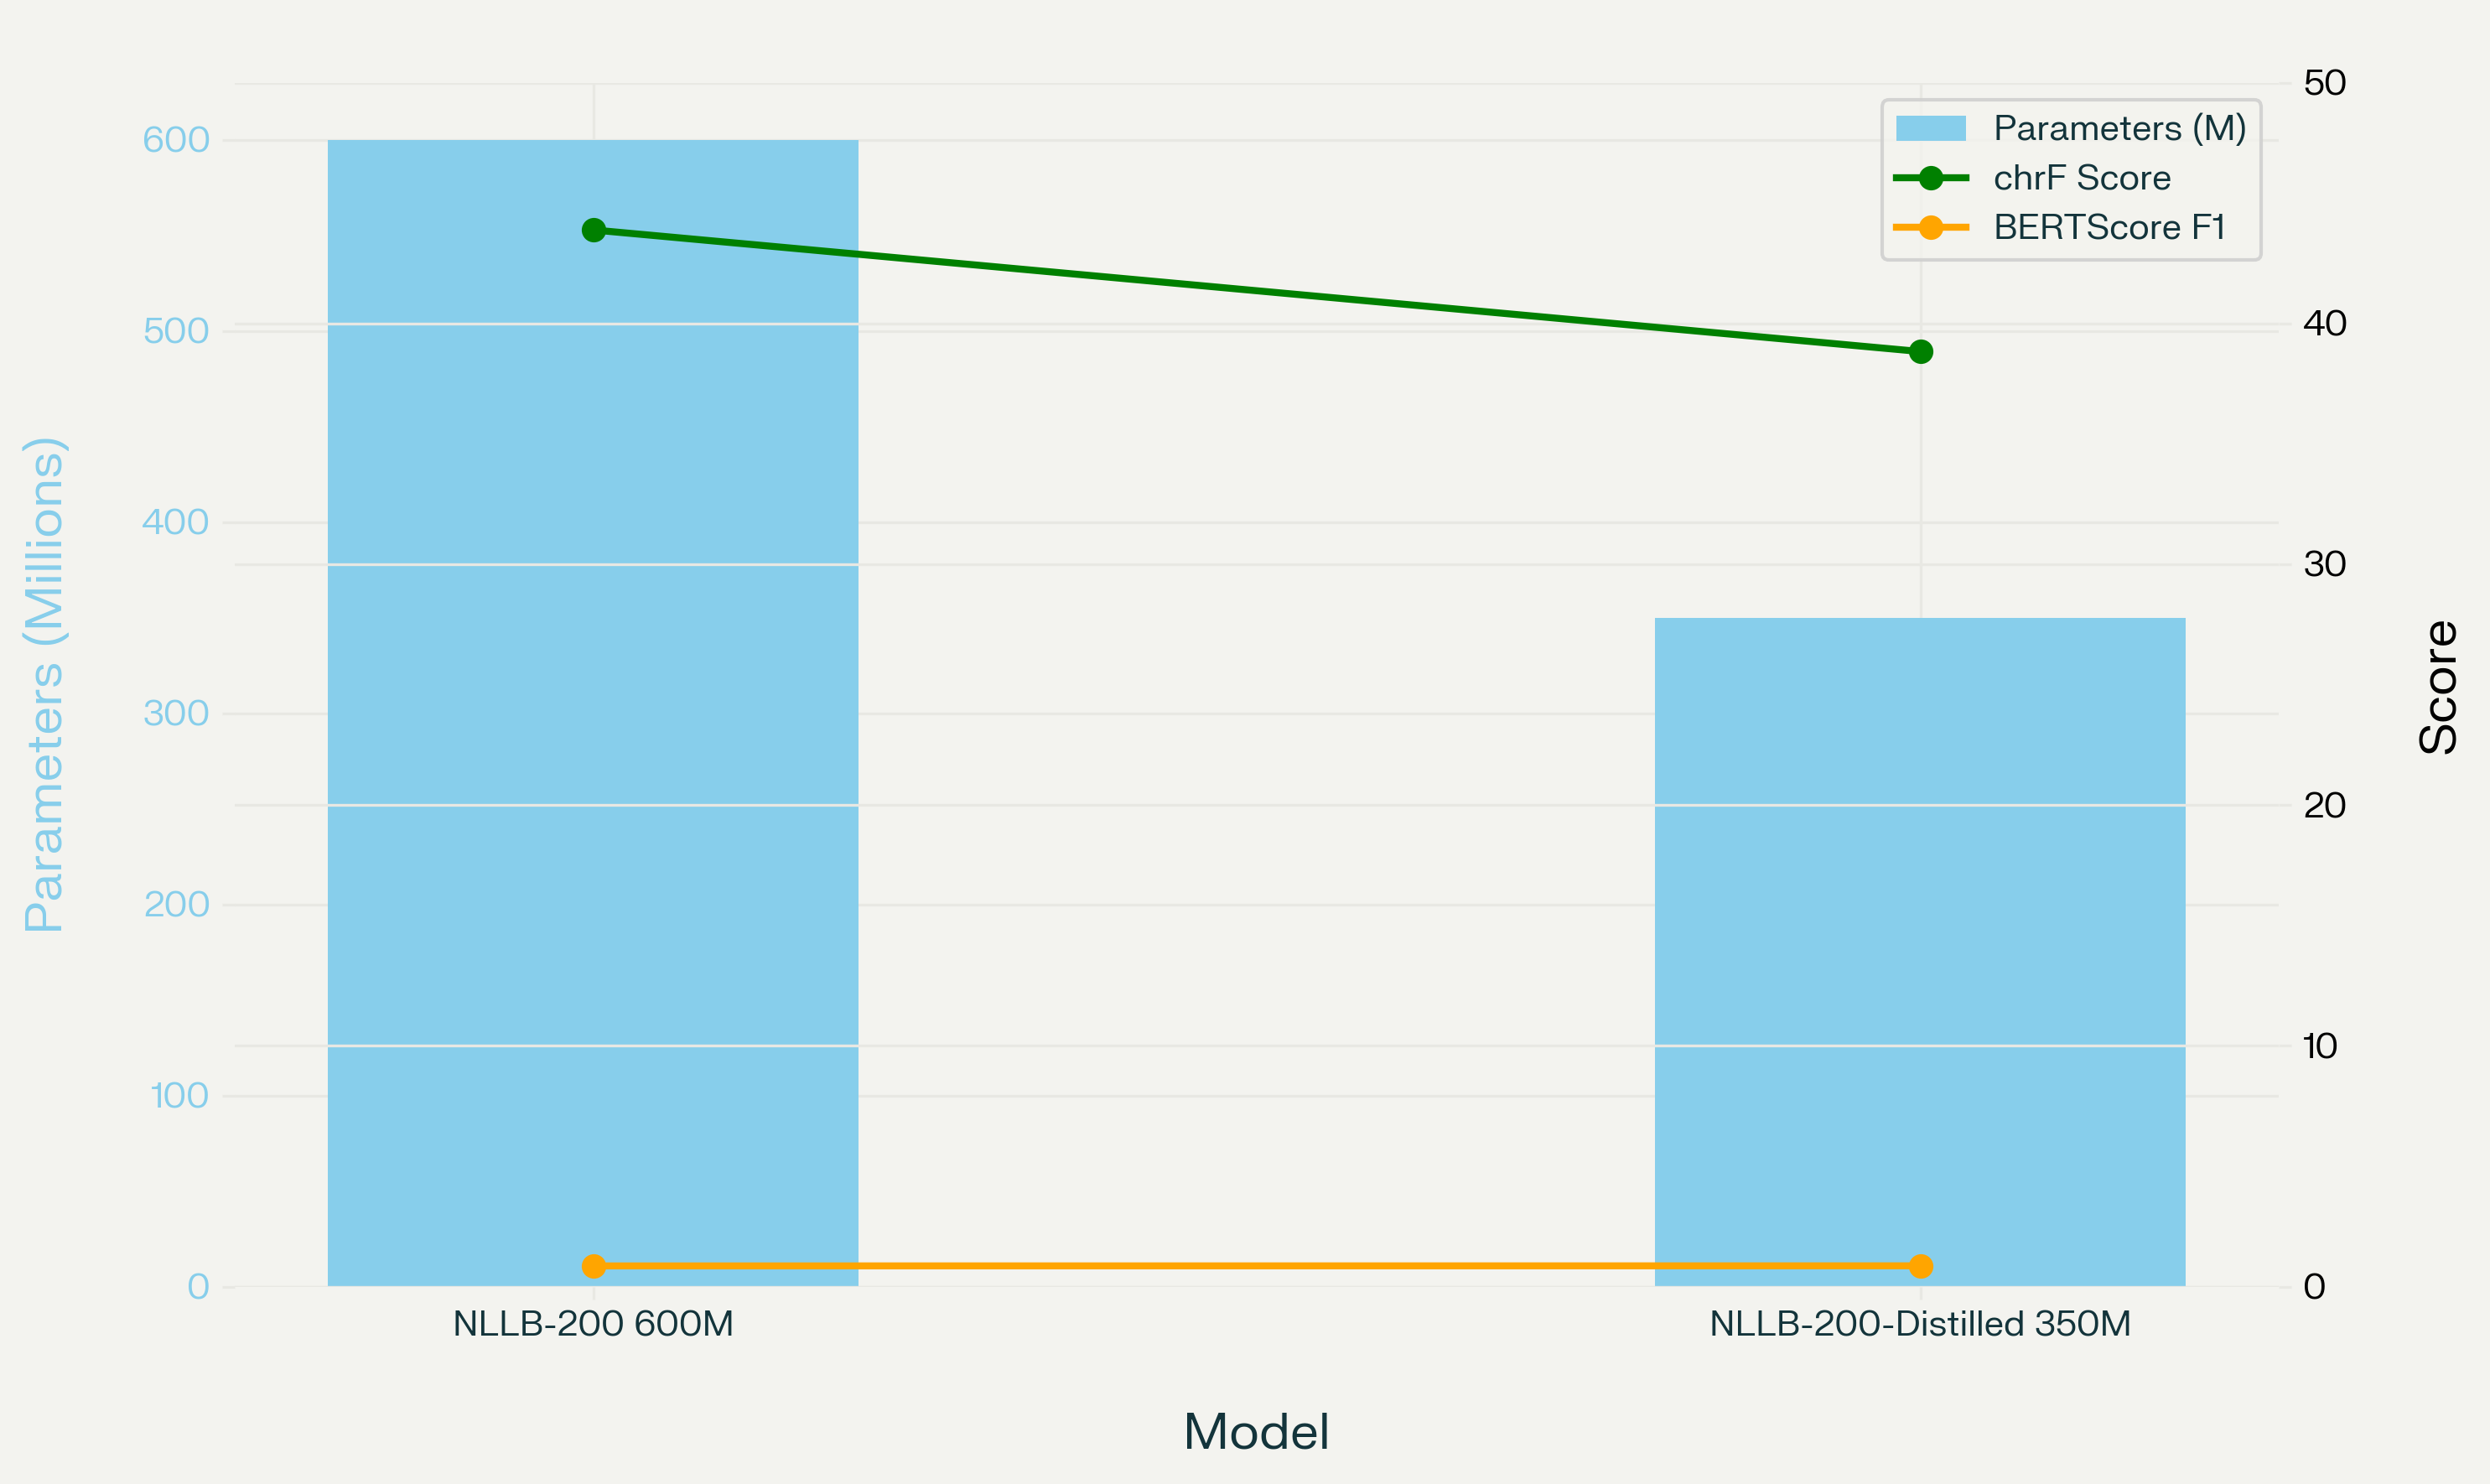 50
600
Parameters (M)
chrF Score
BERTScore F1
500
40
400
30
Parameters (Millions)
Score
300
20
200
10
100
0
0
NLLB-200 600M
NLLB-200-Distilled 350M
Model